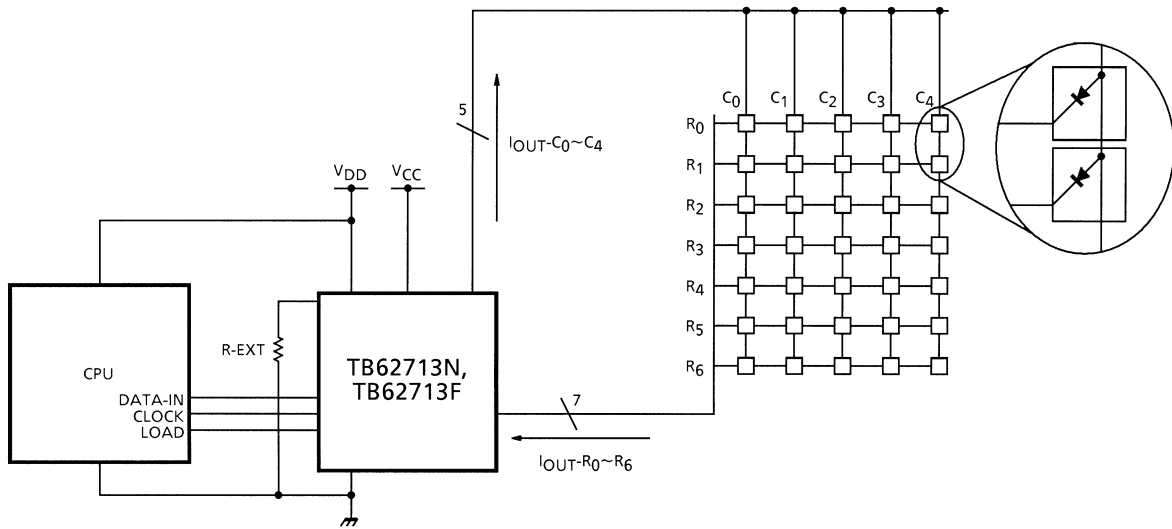 5
IOUT-C0~C4
C0 C1 C2 C3 C4
R0
R1
R2
R3
R4
R5
R6
VDD VCC
R-EXT
CPU
DATA-IN
CLOCK
LOAD
TB62713N,
TB62713F
7
IOUT-R0~R6